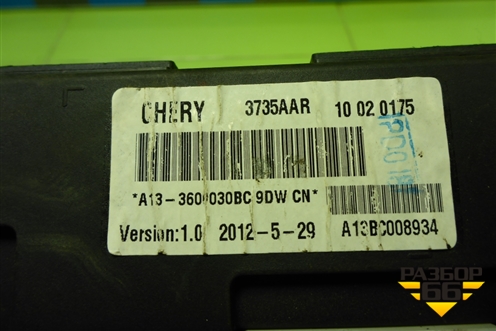 CHERY 3735AAR 10 02 0175
*A13-3600030BC 9DW CN*
Version:1.0 2012-5-29 A13BC008934
РАЗБОР
66